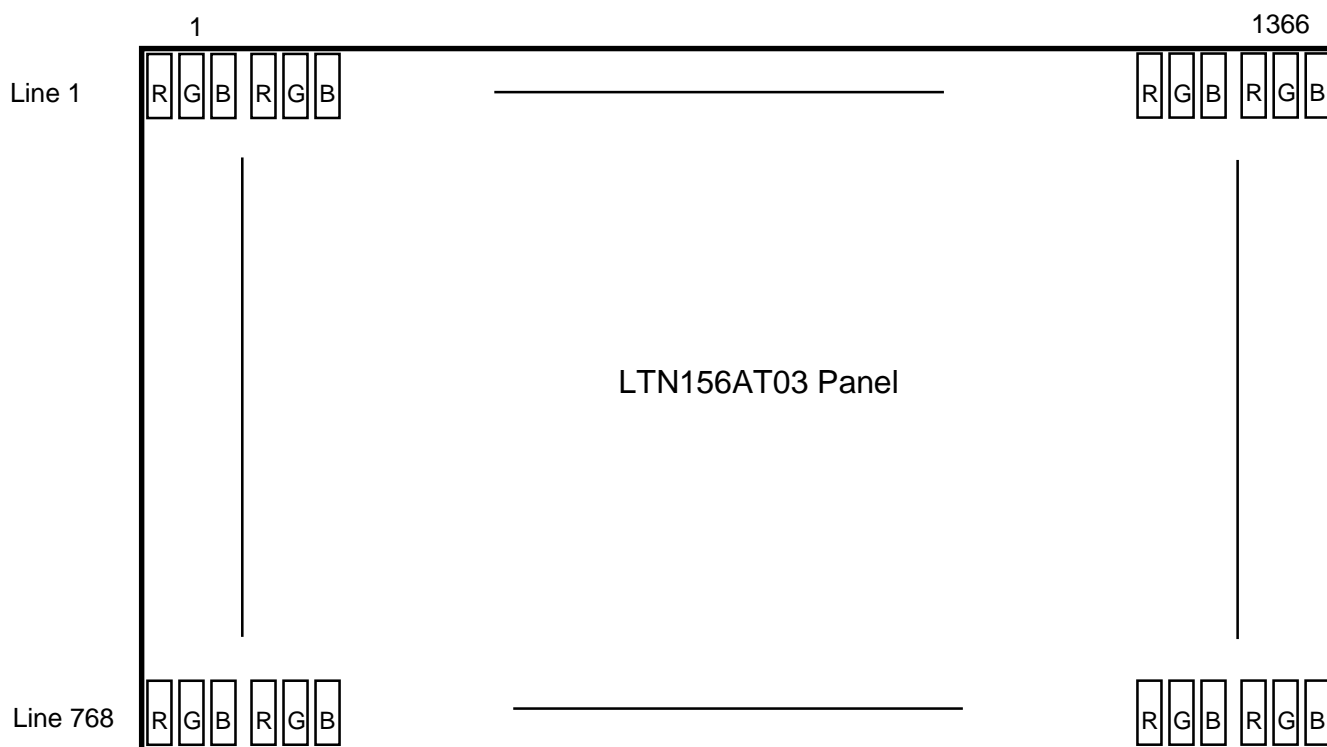 1 1366
Line 1 R G B R G B R G B R G B
LTN156AT03 Panel
Line 768 R G B R G B R G B R G B